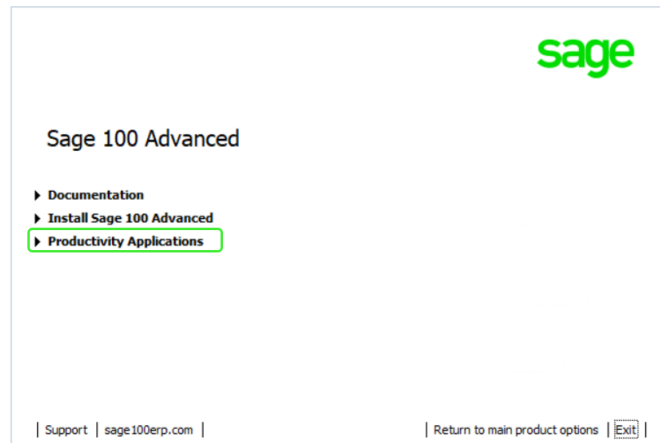 sage
Sage 100 Advanced
Documentation
Install Sage 100 Advanced
Productivity Applications
Support | sage100erp.com | | Return to main product options | Exit |